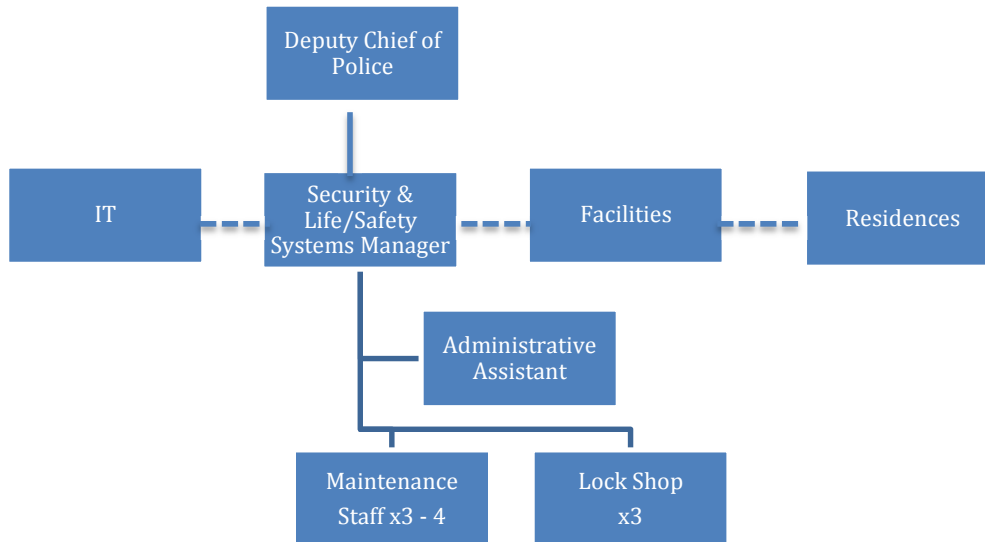 Deputy Chief of
Police
IT
Security &
Life/Safety
Systems Manager
Facilities
Residences
Administrative
Assistant
Maintenance
Staff x3 - 4
Lock Shop
x3